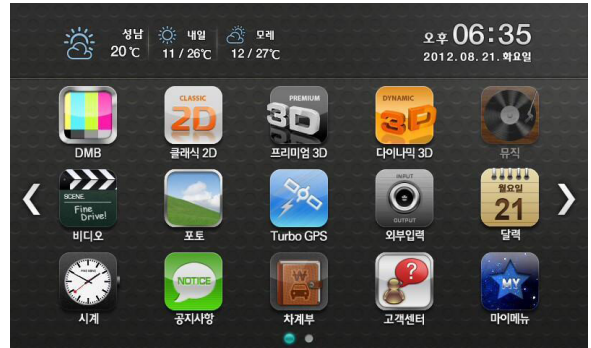 성남 내일 모레
20℃ 11 / 26℃ 12 / 27℃
오후 06:35
2012.08.21.화요일
CLASSIC PREMIUM DYNAMIC
2D 3D 3D
DMB 클래식 2D 프리미엄 3D 다이나믹 3D 뮤직
SCENE. INPUT 월요일
Fine Drive! OUTPUT 21
비디오 포토 Turbo GPS 외부입력 달력
NOTICE W ? MY
시계 공지사항 차계부 고객센터 마이메뉴